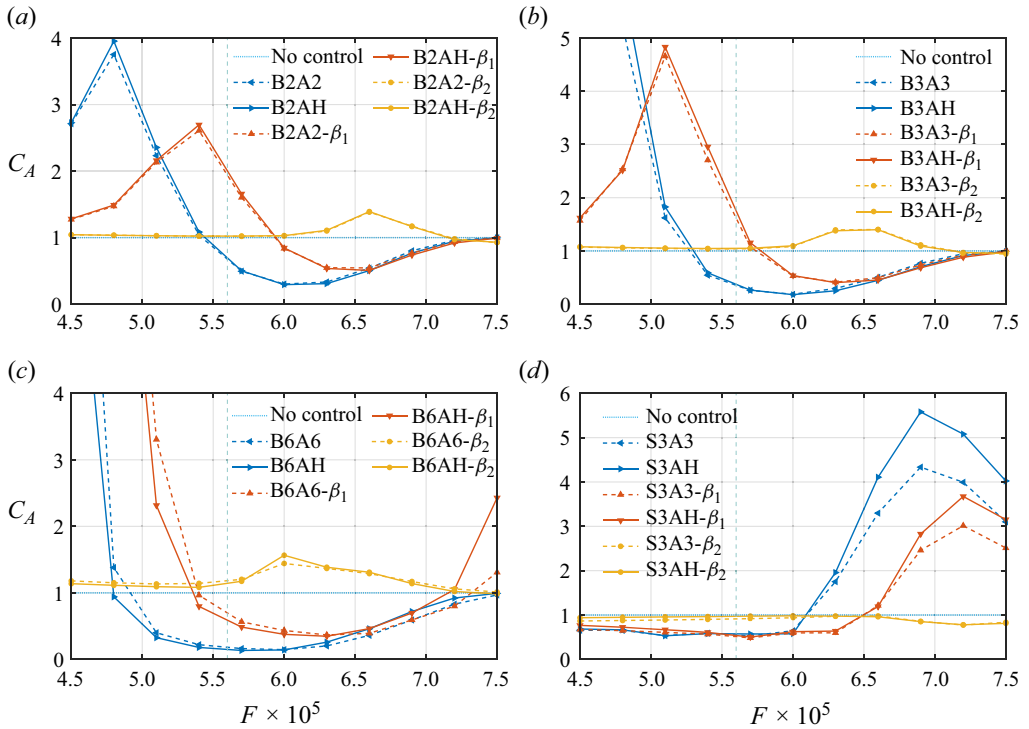 (a)
4
3
2
1
0
C_A
4.5 5.0 5.5 6.0 6.5 7.0 7.5
No control
B2A2
B2AH
B2A2-β₁
B2AH-β₁
B2A2-β₂
B2AH-β₂
(b)
5
4
3
2
1
0
4.5 5.0 5.5 6.0 6.5 7.0 7.5
No control
B3A3
B3AH
B3A3-β₁
B3AH-β₁
B3A3-β₂
B3AH-β₂
(c)
4
3
2
1
0
C_A
4.5 5.0 5.5 6.0 6.5 7.0 7.5
F × 10⁵
No control
B6A6
B6AH
B6A6-β₁
B6AH-β₁
B6A6-β₂
B6AH-β₂
(d)
6
5
4
3
2
1
0
4.5 5.0 5.5 6.0 6.5 7.0 7.5
F × 10⁵
No control
S3A3
S3AH
S3A3-β₁
S3AH-β₁
S3A3-β₂
S3AH-β₂